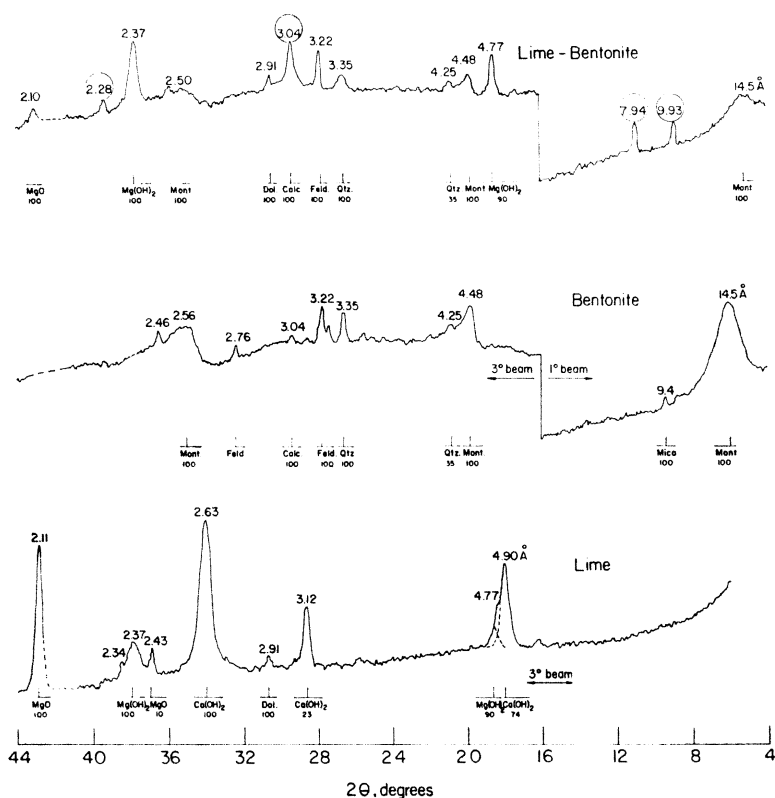 2.37
3.04
3.22
4.77
Lime - Bentonite
2.10
2.28
2.50
2.91
3.35
4.25
4.48
7.94
9.93
14.5 Å
MgO
100
Mg(OH)2
100
Mont
100
Dol
100
Calc
100
Feld.
100
Qtz.
100
Qtz
35
Mont
100
Mg(OH)2
90
Mont
100
2.46
2.56
2.76
3.04
3.22
3.35
4.25
4.48
Bentonite
14.5 Å
3° beam
1° beam
9.4
Mont
100
Feld
Calc
100
Feld.
100
Qtz
100
Qtz.
35
Mont.
100
Mica
100
Mont
100
2.11
2.34
2.37
2.43
2.63
2.91
3.12
4.77
4.90 Å
Lime
3° beam
MgO
100
Mg(OH)2
100
MgO
10
Ca(OH)2
100
Dol.
100
Ca(OH)2
23
Mg(OH)2
90
Ca(OH)2
74
44 40 36 32 28 24 20 16 12 8 4
2θ, degrees